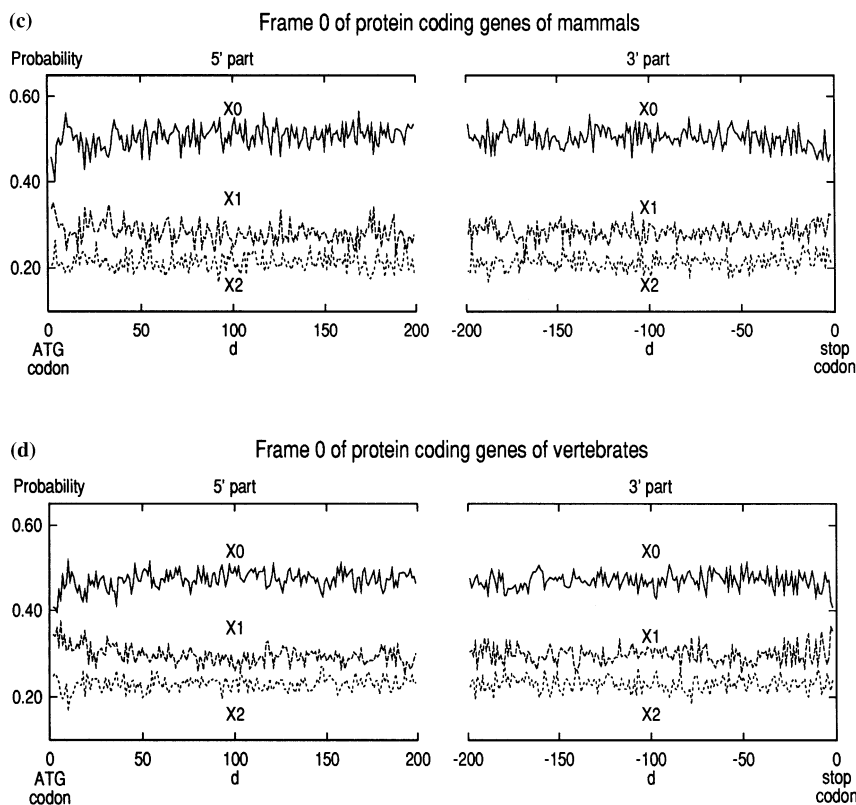 (c)
Frame 0 of protein coding genes of mammals
Probability 5' part 3' part
0.60
X0 X0
0.40
X1 X1
0.20
X2 X2
0 50 100 150 200 -200 -150 -100 -50 0
ATG d d stop
codon codon
(d)
Frame 0 of protein coding genes of vertebrates
Probability 5' part 3' part
0.60
X0 X0
0.40
X1 X1
0.20
X2 X2
0 50 100 150 200 -200 -150 -100 -50 0
ATG d d stop
codon codon